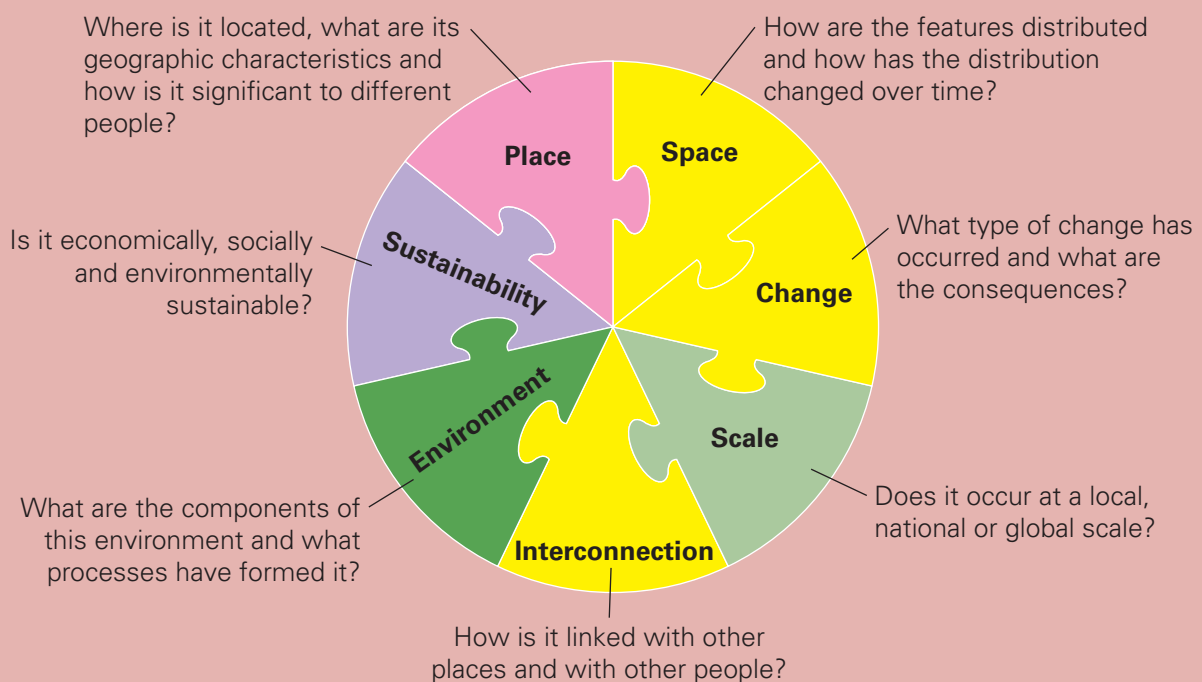 Where is it located, what are its
geographic characteristics and
how is it significant to different
people?
How are the features distributed
and how has the distribution
changed over time?
Place
Space
Is it economically, socially
and environmentally
sustainable?
Sustainability
Change
What type of change has
occurred and what are
the consequences?
Environment
Scale
What are the components of
this environment and what
processes have formed it?
Does it occur at a local,
national or global scale?
Interconnection
How is it linked with other
places and with other people?